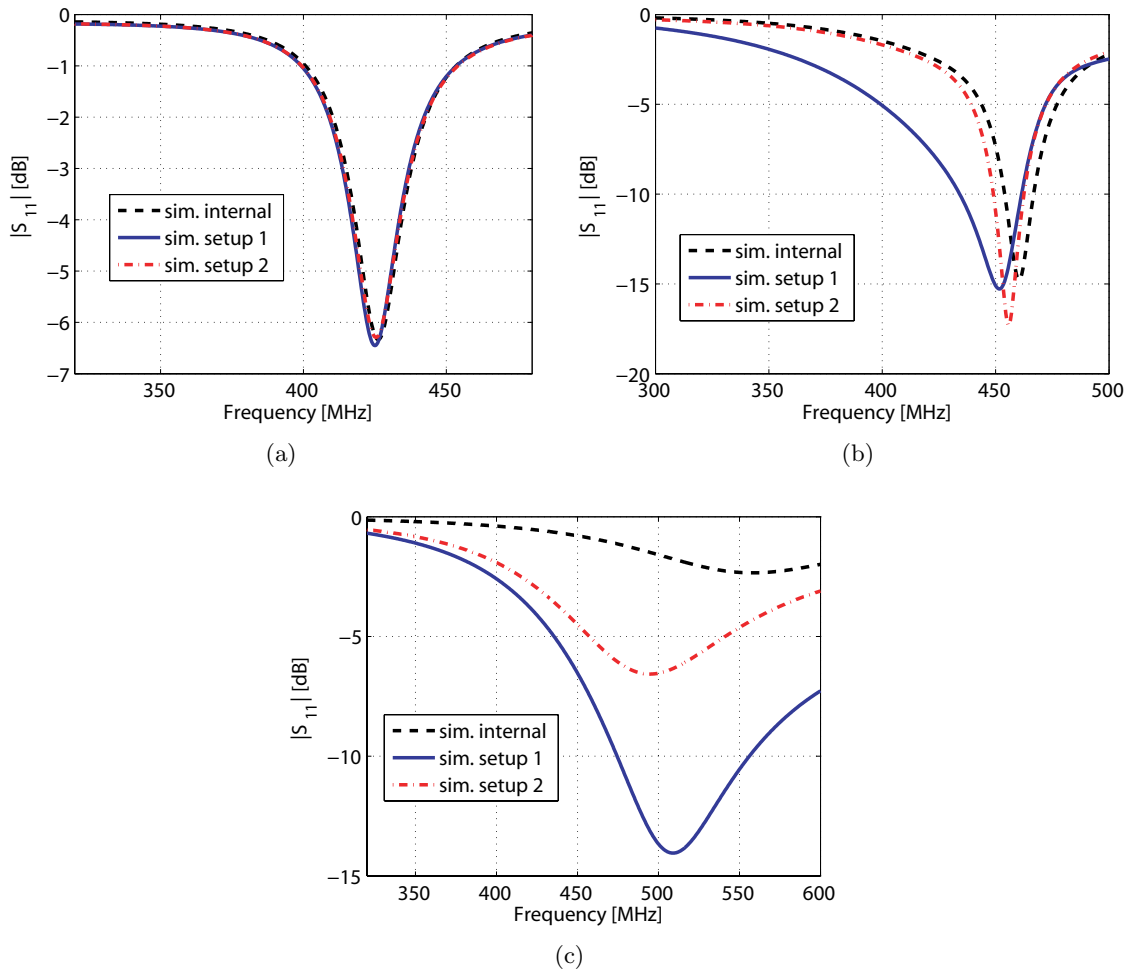 0
−1
−2
−3
−4
−5
−6
−7
|S 11| [dB]
sim. internal
sim. setup 1
sim. setup 2
350 400 450
Frequency [MHz]
(a)
0
−5
−10
−15
−20
|S 11| [dB]
sim. internal
sim. setup 1
sim. setup 2
300 350 400 450 500
Frequency [MHz]
(b)
0
−5
−10
−15
|S 11| [dB]
sim. internal
sim. setup 1
sim. setup 2
350 400 450 500 550 600
Frequency [MHz]
(c)